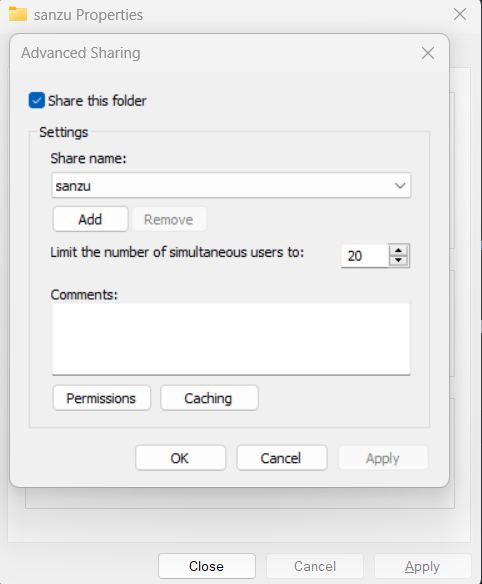 sanzu Properties
Advanced Sharing
Share this folder
Settings
Share name:
sanzu
Add Remove
Limit the number of simultaneous users to: 20
Comments:
Permissions Caching
OK Cancel Apply
Close Cancel Apply